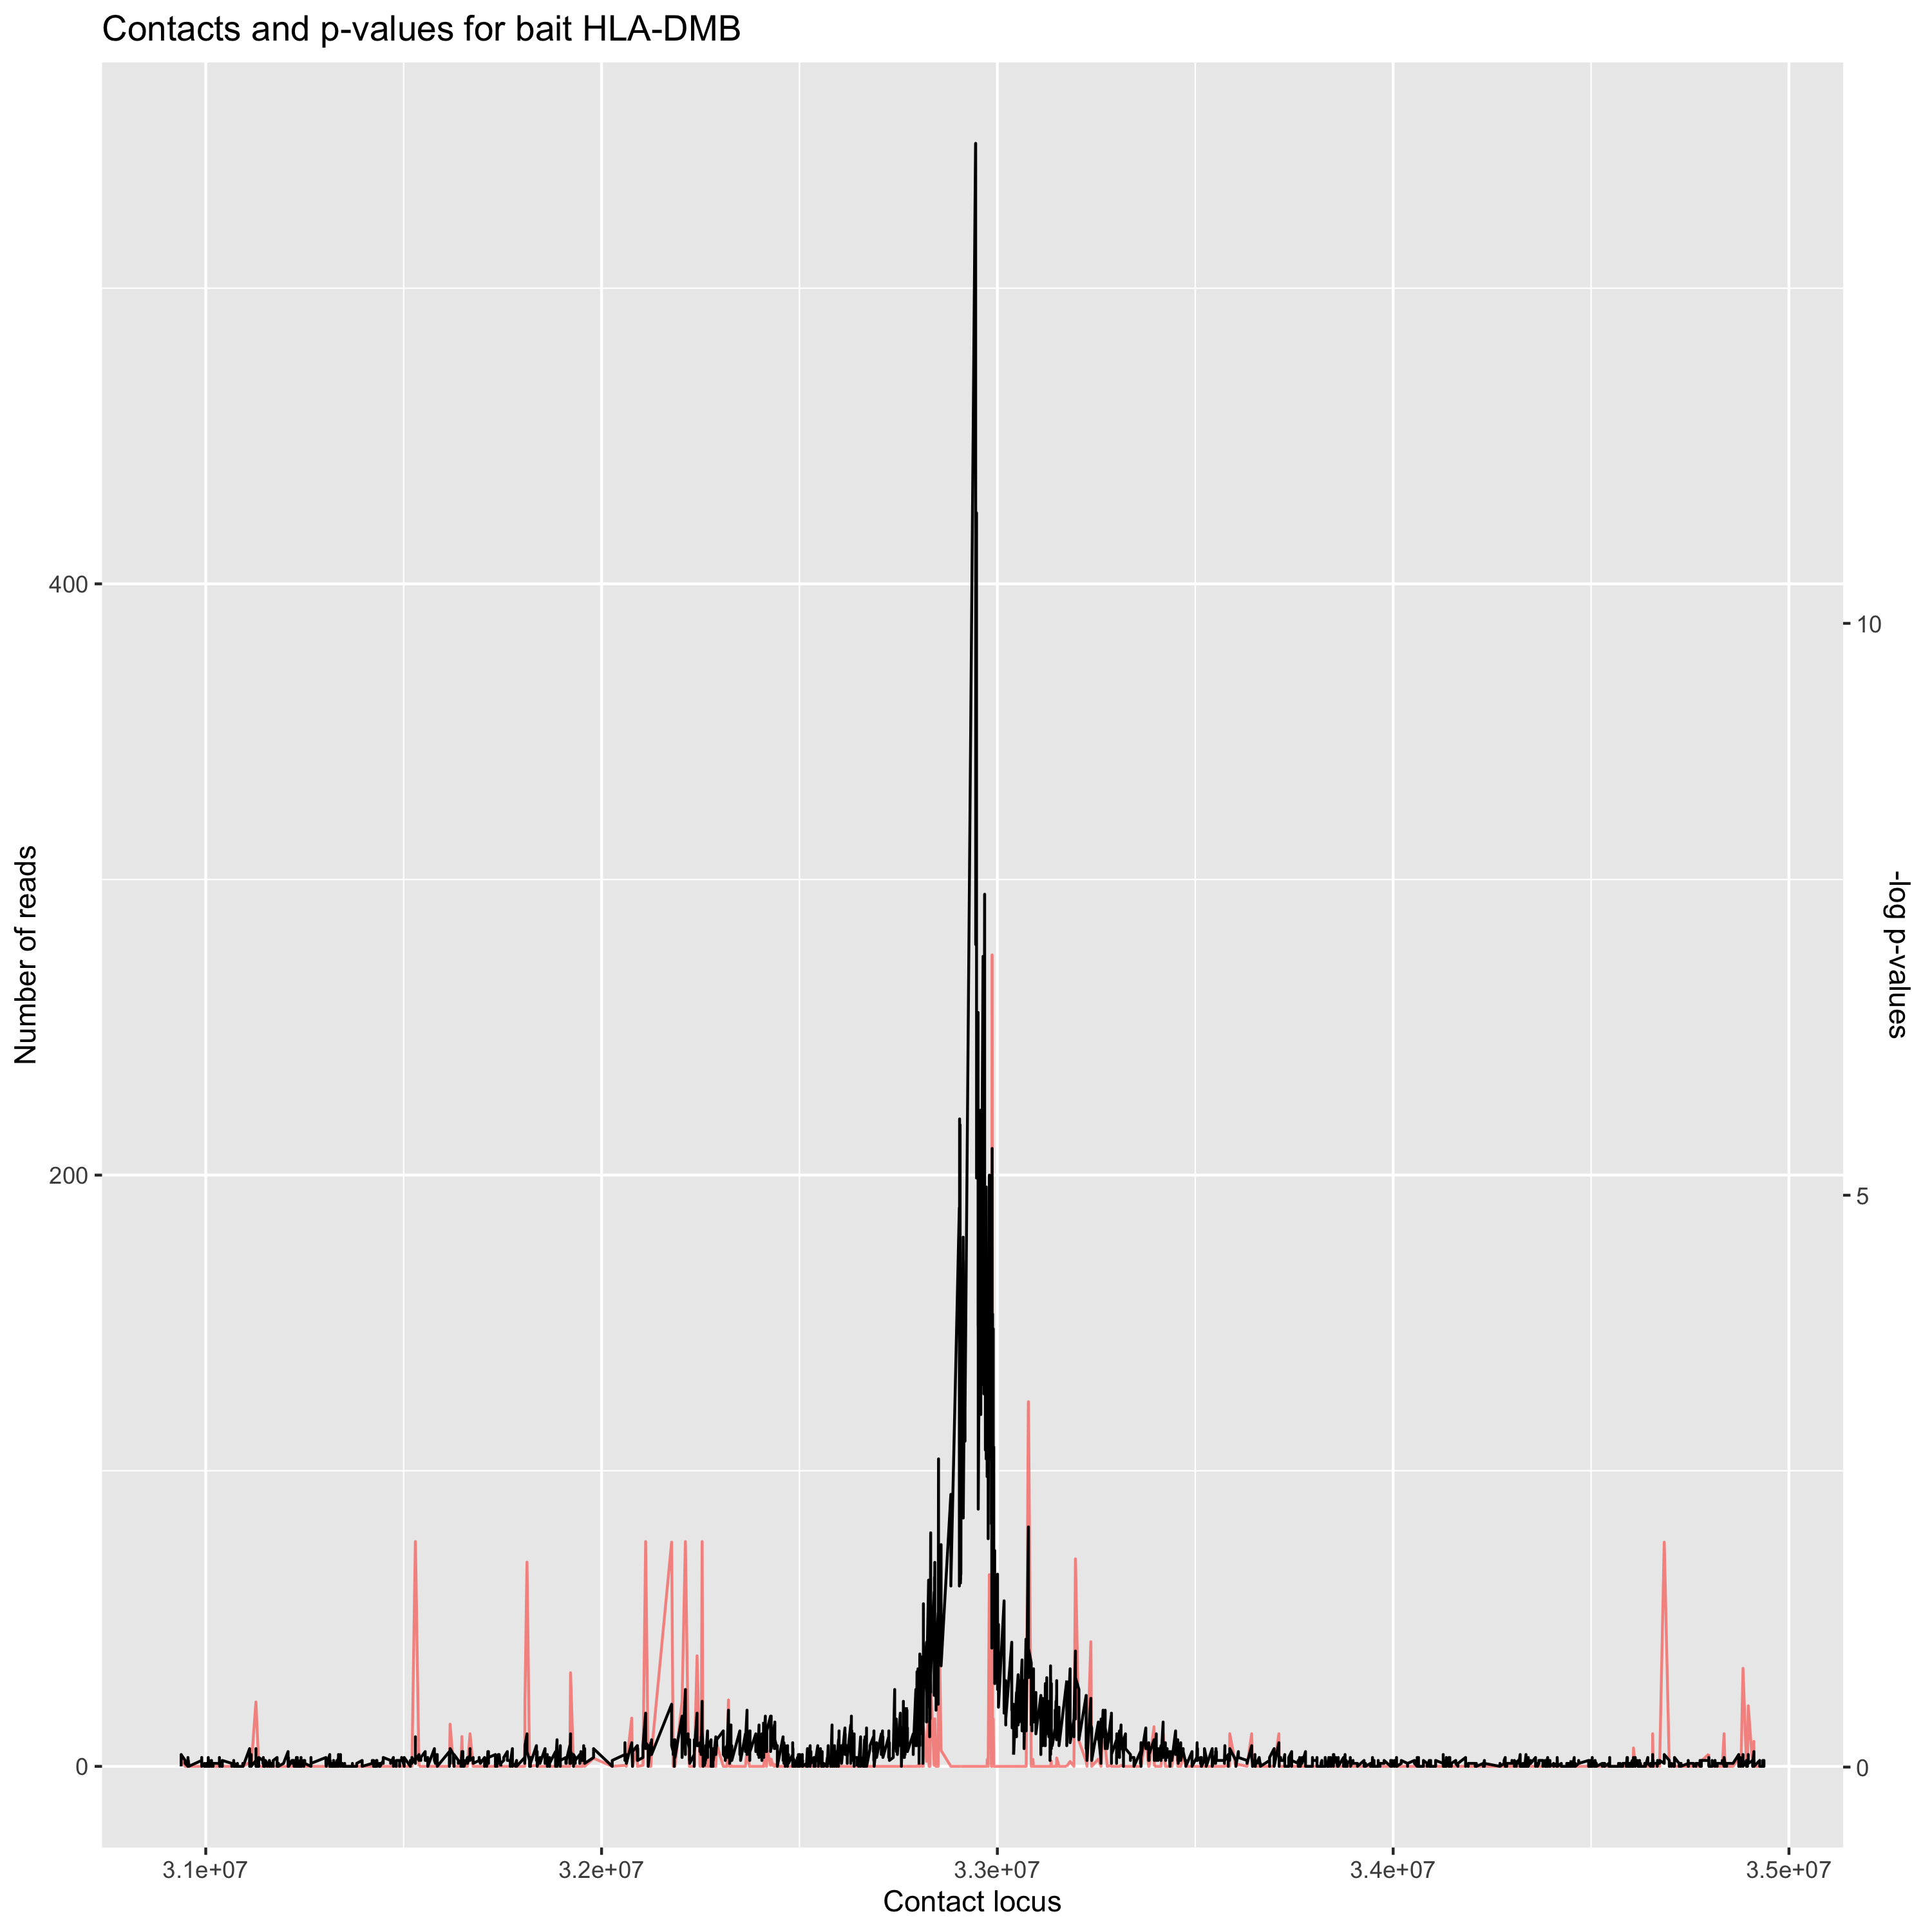 Contacts and p-values for bait HLA-DMB
Number of reads
400
200
0
10
5
0
-log p-values
3.1e+07
3.2e+07
3.3e+07
3.4e+07
3.5e+07
Contact locus